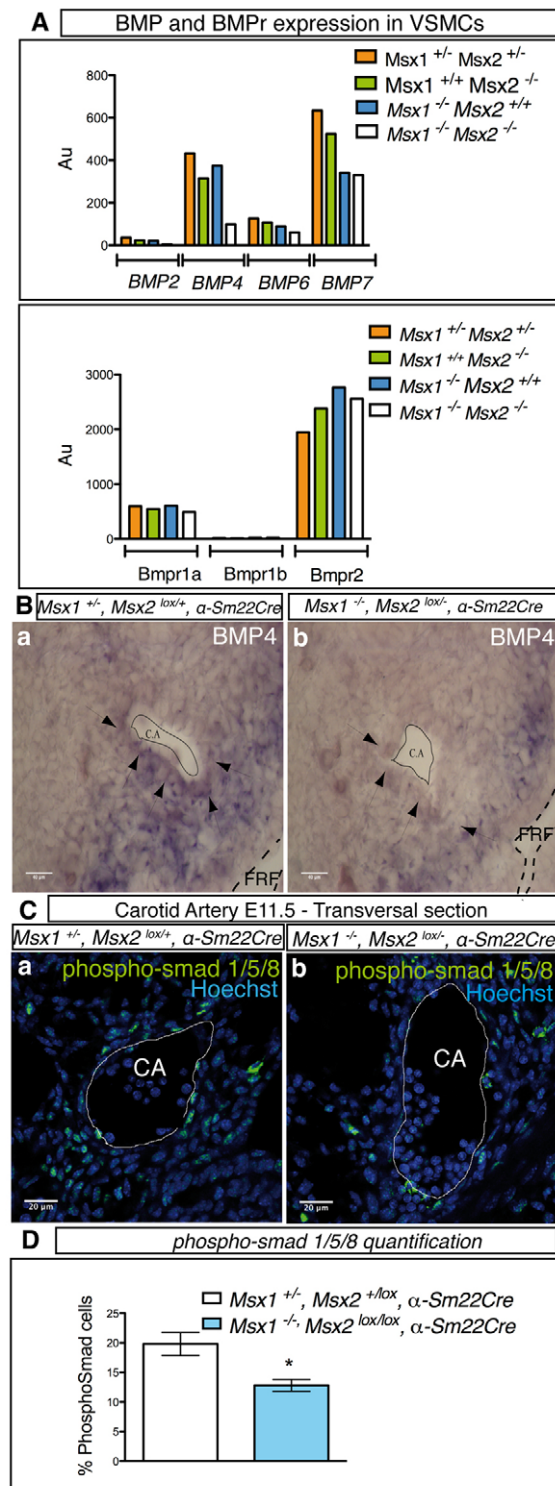 A BMP and BMPr expression in VSMCs
Msx1 +/- Msx2 +/-
Msx1 +/+ Msx2 -/-
Msx1 -/- Msx2 +/+
Msx1 -/- Msx2 -/-
Au
800
600
400
200
0
BMP2 BMP4 BMP6 BMP7
Msx1 +/- Msx2 +/-
Msx1 +/+ Msx2 -/-
Msx1 -/- Msx2 +/+
Msx1 -/- Msx2 -/-
Au
3000
2000
1000
0
Bmpr1a Bmpr1b Bmpr2
B Msx1 +/-, Msx2 lox/+, α-Sm22Cre Msx1 -/-, Msx2 lox/-, α-Sm22Cre
a BMP4 b BMP4
C.A C.A
FRF FRF
C Carotid Artery E11.5 - Transversal section
Msx1 +/-, Msx2 lox/+, α-Sm22Cre Msx1 -/-, Msx2 lox/-, α-Sm22Cre
a phospho-smad 1/5/8 b phospho-smad 1/5/8
Hoechst Hoechst
CA CA
20 μm 20 μm
D phospho-smad 1/5/8 quantification
Msx1 +/-, Msx2 +/lox, α-Sm22Cre
Msx1 -/-, Msx2 lox/lox, α-Sm22Cre
% PhosphoSmad cells
25
20
15
10
5
0
*